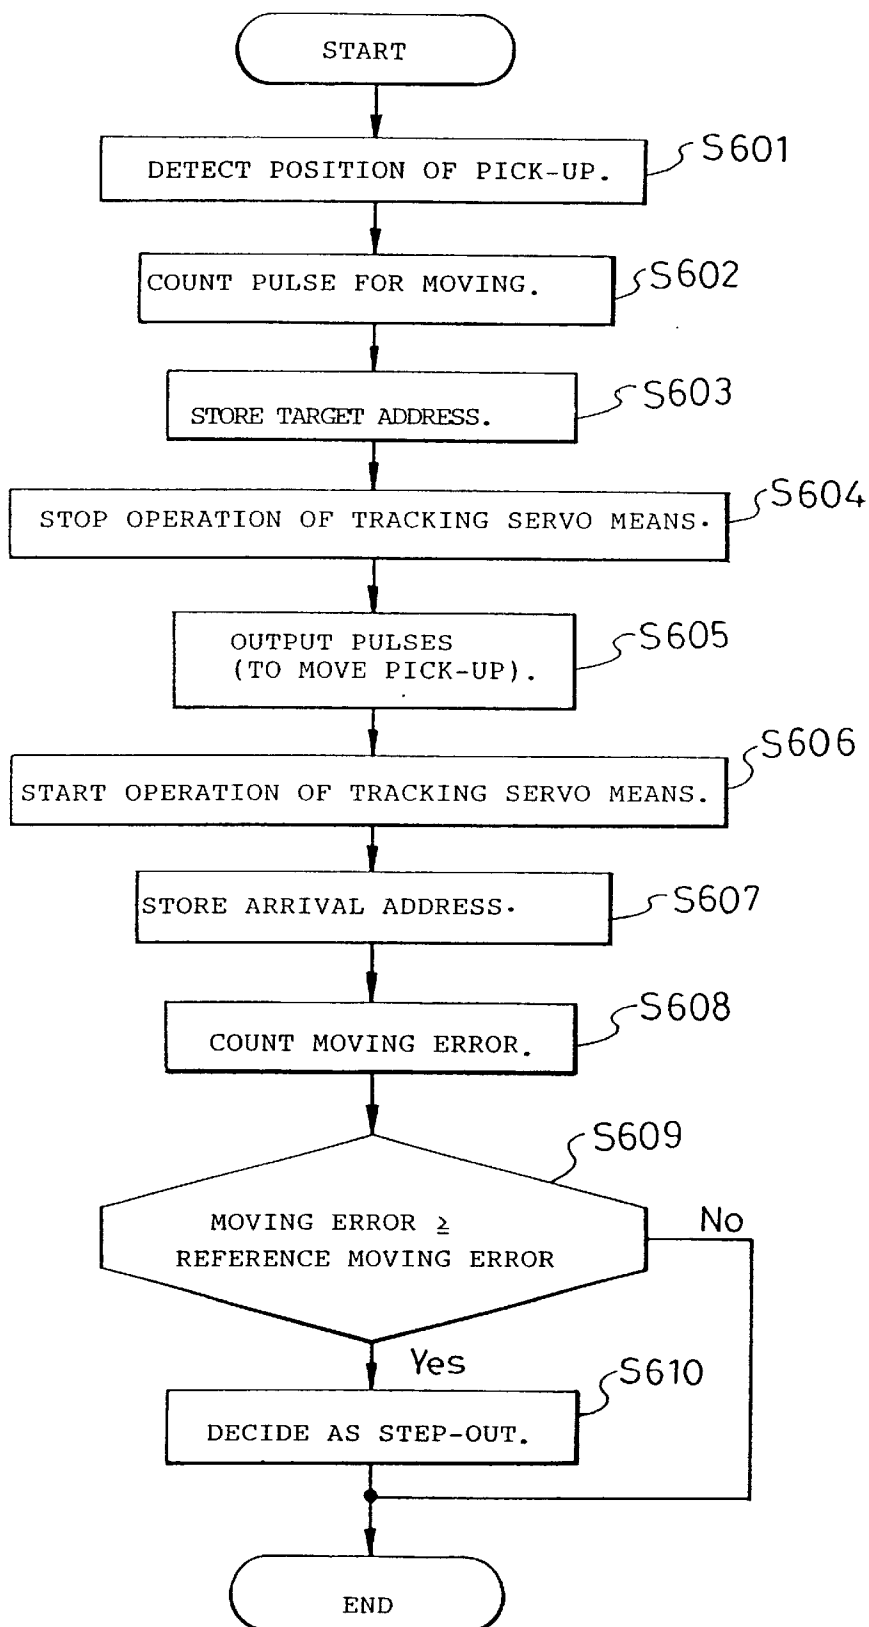 START
DETECT POSITION OF PICK-UP.
S601
COUNT PULSE FOR MOVING.
S602
STORE TARGET ADDRESS.
S603
STOP OPERATION OF TRACKING SERVO MEANS.
S604
OUTPUT PULSES
(TO MOVE PICK-UP).
S605
START OPERATION OF TRACKING SERVO MEANS.
S606
STORE ARRIVAL ADDRESS.
S607
COUNT MOVING ERROR.
S608
S609
MOVING ERROR ≥
REFERENCE MOVING ERROR
No
Yes
DECIDE AS STEP-OUT.
S610
END